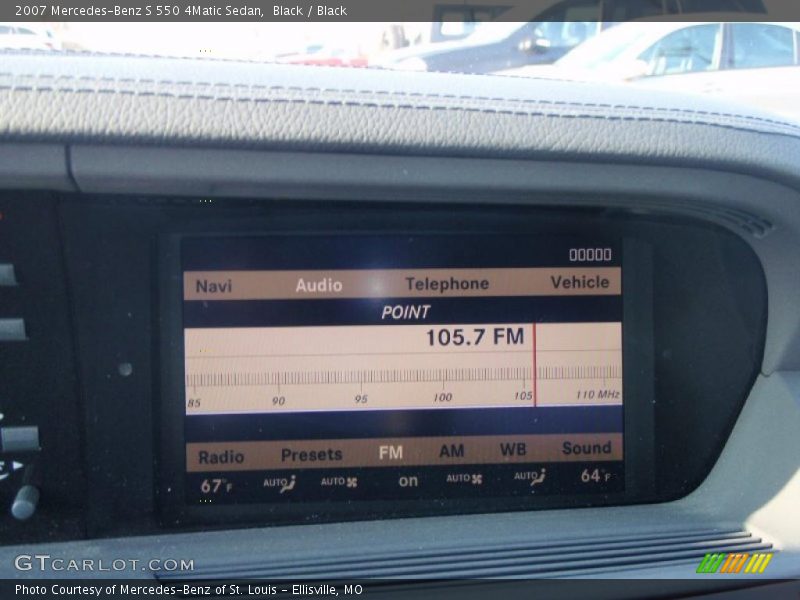 2007 Mercedes-Benz S 550 4Matic Sedan, Black / Black
00000
Navi Audio Telephone Vehicle
POINT
105.7 FM
85 90 95 100 105 110 MHz
Radio Presets FM AM WB Sound
67°F AUTO AUTO on AUTO AUTO 64°F
GTCARLOT.COM
Photo Courtesy of Mercedes-Benz of St. Louis - Ellisville, MO